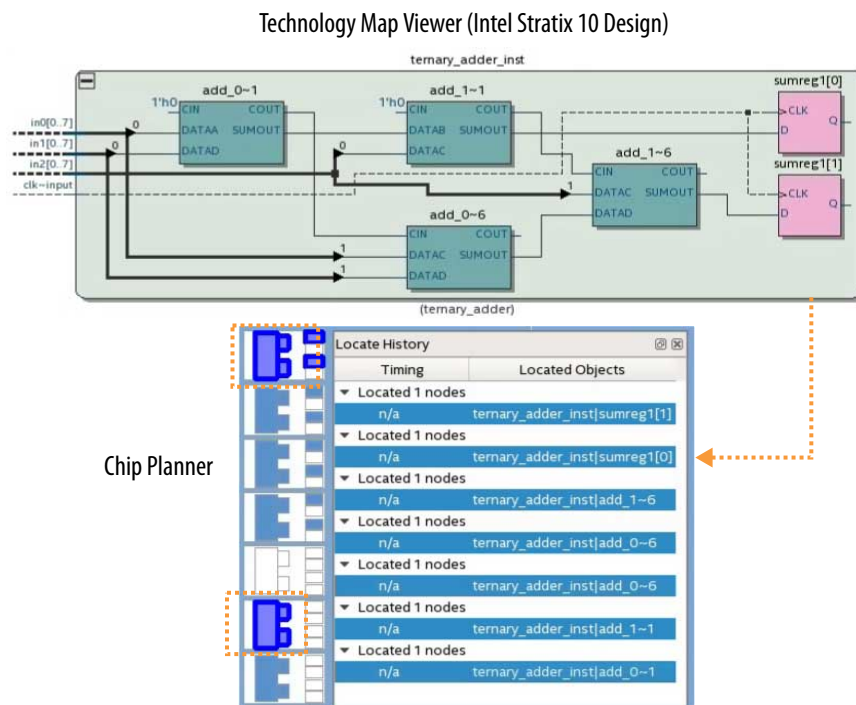 Technology Map Viewer (Intel Stratix 10 Design)
ternary_adder_inst
add_0~1
1'h0
CIN COUT
DATAA SUMOUT
DATAD
add_1~1
1'h0
CIN COUT
DATAB SUMOUT
DATAC
sumreg1[0]
CLK
Q
D
in0[0..7]
0
in1[0..7]
0
in2[0..7]
0
clk~input
add_1~6
CIN COUT
1
DATAC SUMOUT
DATAD
sumreg1[1]
CLK
Q
D
add_0~6
CIN COUT
1
DATAC SUMOUT
1
DATAD
(ternary_adder)
Chip Planner
Locate History
Timing Located Objects
Located 1 nodes
n/a ternary_adder_inst|sumreg1[1]
Located 1 nodes
n/a ternary_adder_inst|sumreg1[0]
Located 1 nodes
n/a ternary_adder_inst|add_1~6
Located 1 nodes
n/a ternary_adder_inst|add_0~6
Located 1 nodes
n/a ternary_adder_inst|add_0~6
Located 1 nodes
n/a ternary_adder_inst|add_1~1
Located 1 nodes
n/a ternary_adder_inst|add_0~1